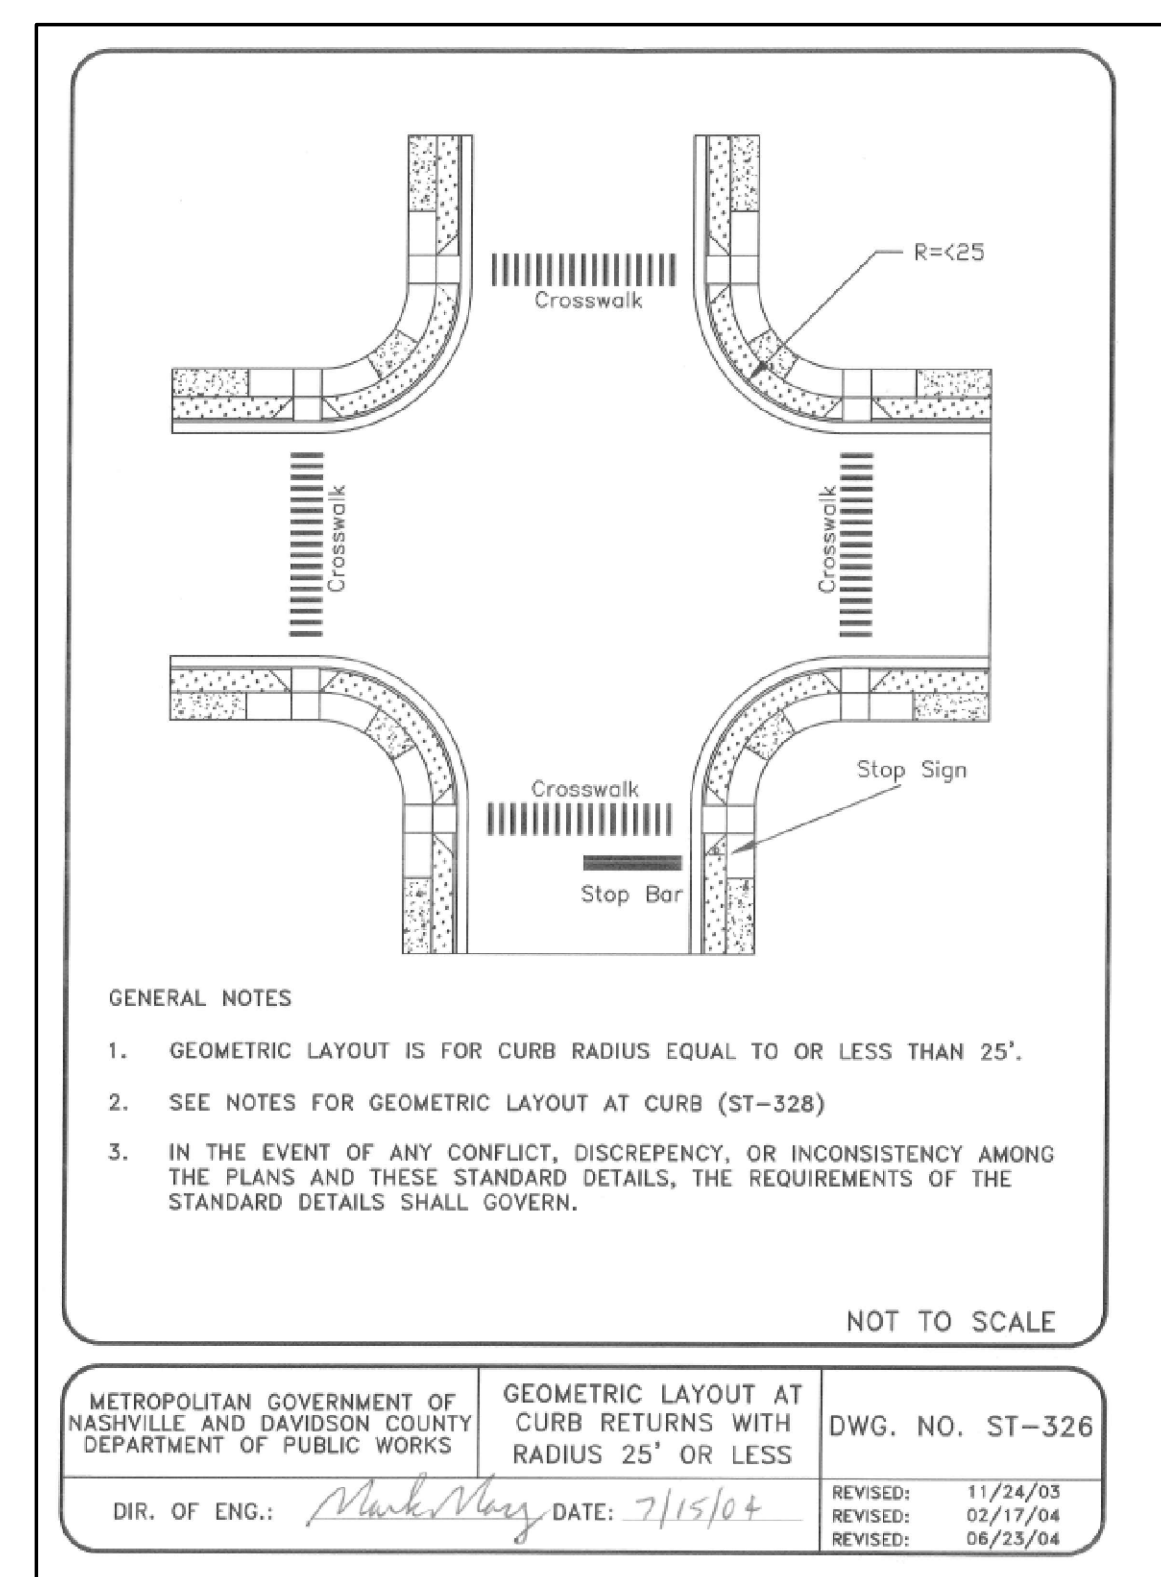 R=<25
Crosswalk
Crosswalk
Crosswalk
Stop Sign
Crosswalk
Stop Bar
GENERAL NOTES
1. GEOMETRIC LAYOUT IS FOR CURB RADIUS EQUAL TO OR LESS THAN 25'.
2. SEE NOTES FOR GEOMETRIC LAYOUT AT CURB (ST-328)
3. IN THE EVENT OF ANY CONFLICT, DISCREPENCY, OR INCONSISTENCY AMONG
THE PLANS AND THESE STANDARD DETAILS, THE REQUIREMENTS OF THE
STANDARD DETAILS SHALL GOVERN.
NOT TO SCALE
METROPOLITAN GOVERNMENT OF
NASHVILLE AND DAVIDSON COUNTY
DEPARTMENT OF PUBLIC WORKS
GEOMETRIC LAYOUT AT
CURB RETURNS WITH
RADIUS 25' OR LESS
DWG. NO. ST-326
DIR. OF ENG.: Mark Macy DATE: 7/15/04
REVISED: 11/24/03
REVISED: 02/17/04
REVISED: 06/23/04